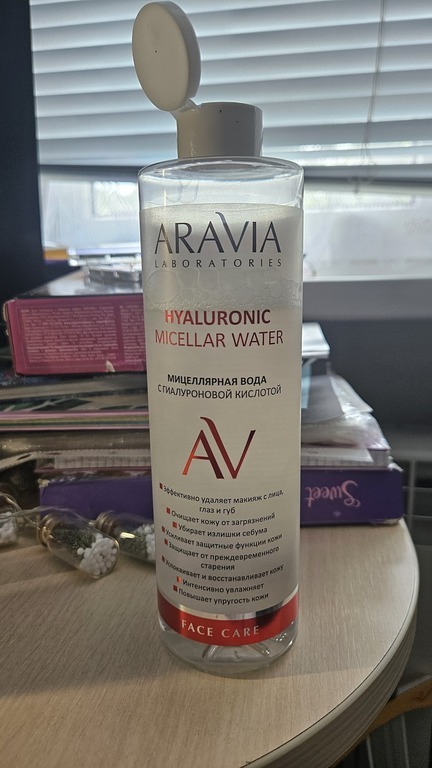 ARAVIA
LABORATORIES
HYALURONIC
MICELLAR WATER
МИЦЕЛЛЯРНАЯ ВОДА
С ГИАЛУРОНОВОЙ КИСЛОТОЙ
AV
Эффективно удаляет макияж с лица,
глаз и губ
Очищает кожу от загрязнений
Убирает излишки себума
Усиливает защитные функции кожи
Защищает от преждевременного
старения
Успокаивает и восстанавливает кожу
Интенсивно увлажняет
Повышает упругость кожи
FACE CARE
Sweet